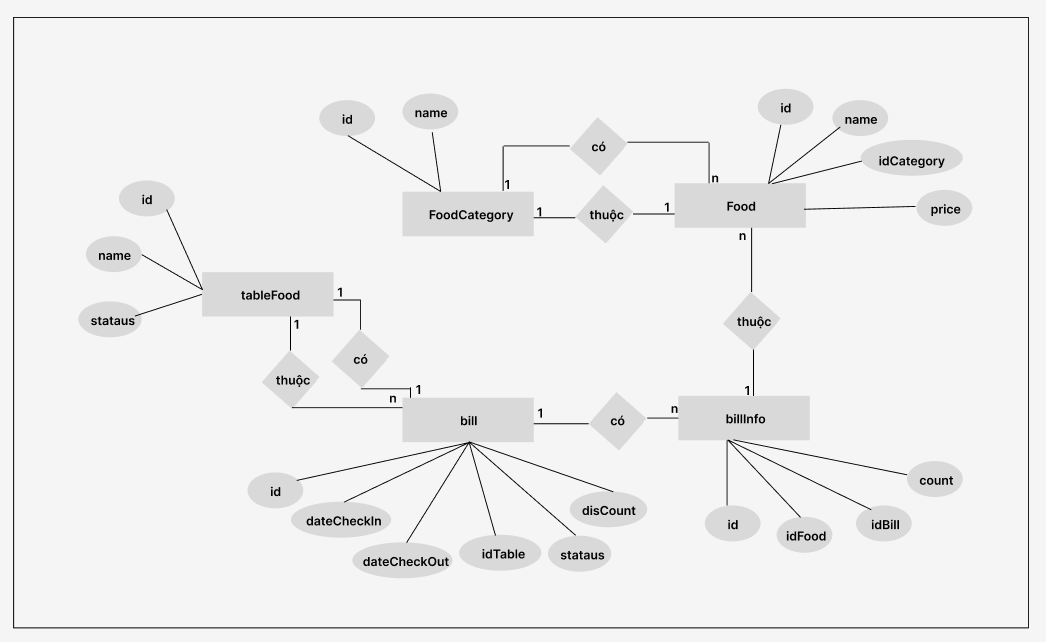 id
name
id
name
có
idCategory
1
n
FoodCategory
1
thuộc
1
Food
price
n
id
name
stataus
tableFood
1
1
thuộc
có
n
1
thuộc
1
bill
1
có
n
billInfo
id
dateCheckIn
dateCheckOut
idTable
stataus
disCount
id
idFood
idBill
count